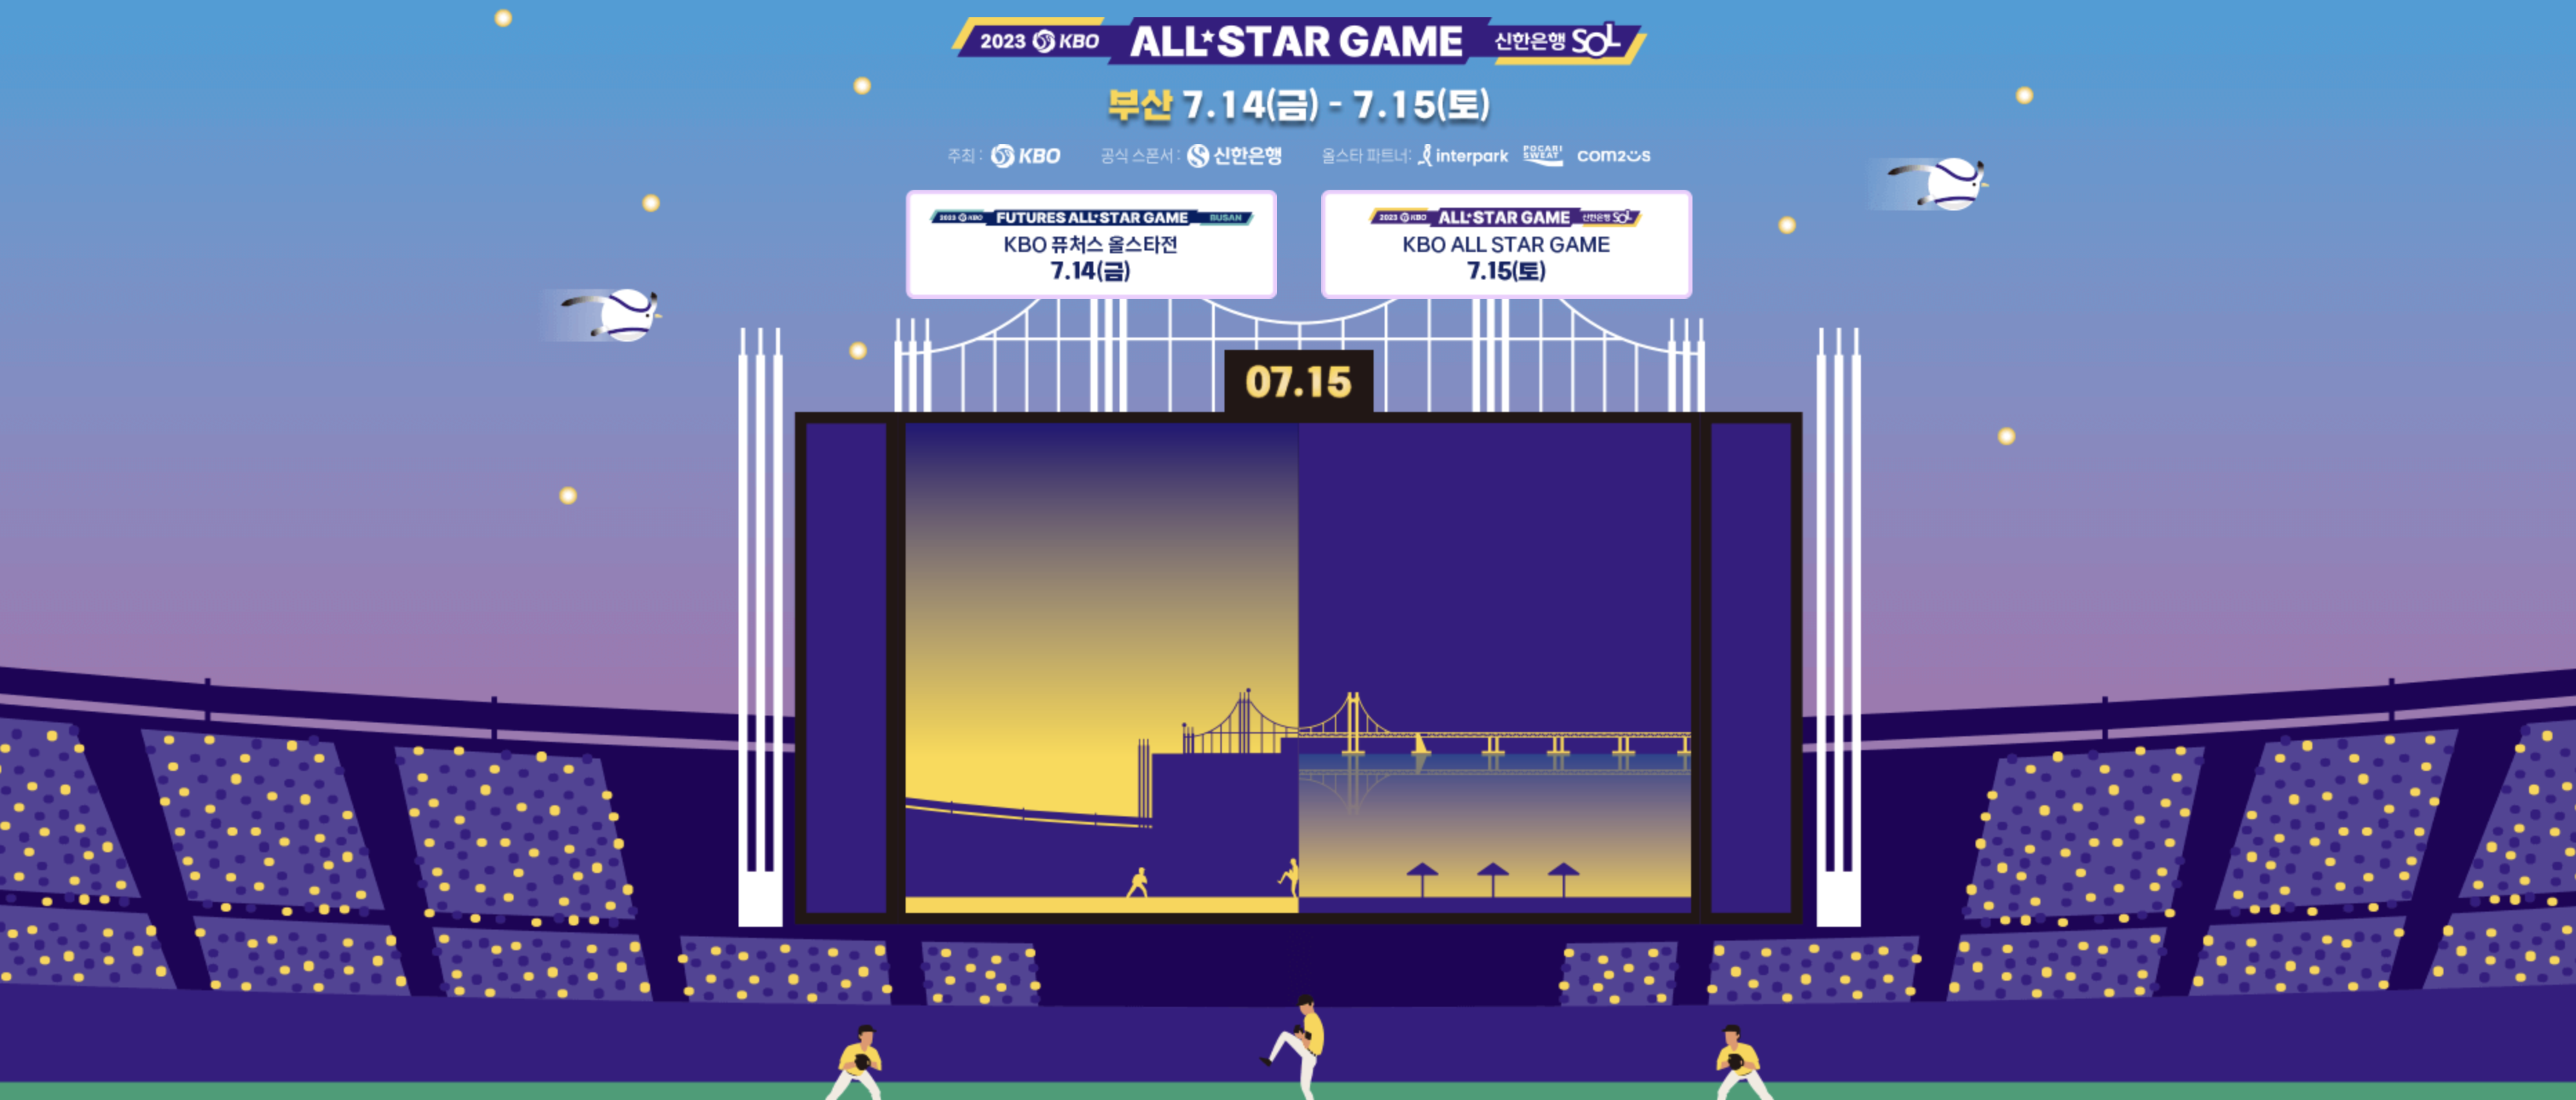 2023 KBO ALL★STAR GAME 신한은행 SOL
부산 7.14(금) - 7.15(토)
주최 : KBO 공식 스폰서 : 신한은행 올스타 파트너: interpark POCARI SWEAT com2us
2023 KBO FUTURES ALL★STAR GAME BUSAN
KBO 퓨처스 올스타전
7.14(금)
2023 KBO ALL★STAR GAME 신한은행 SOL
KBO ALL STAR GAME
7.15(토)
07.15